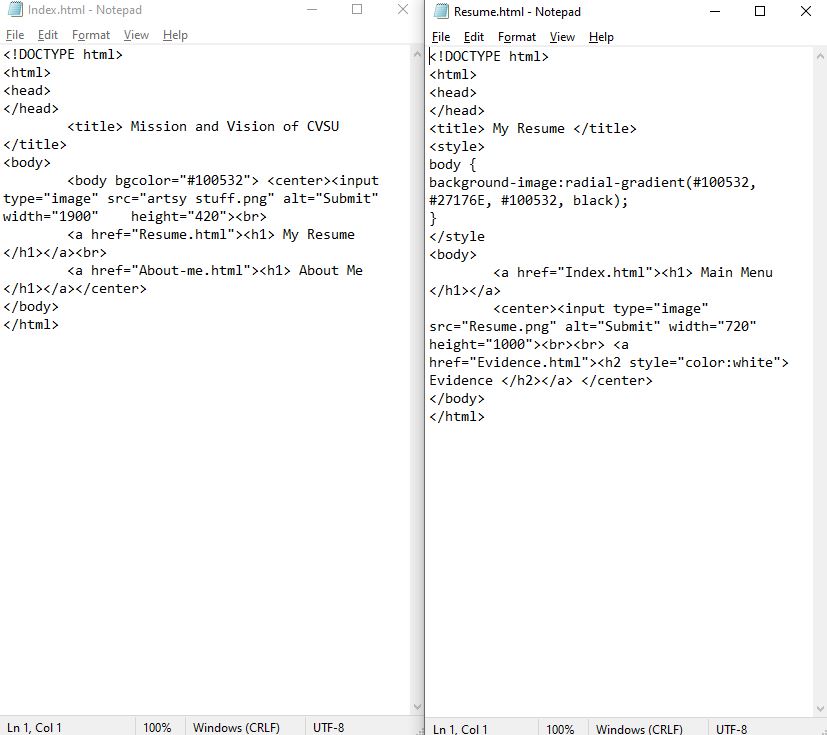 Index.html - Notepad
File Edit Format View Help
<!DOCTYPE html>
<html>
<head>
</head>
        <title> Mission and Vision of CVSU
</title>
<body>
        <body bgcolor="#100532"> <center><input
type="image" src="artsy stuff.png" alt="Submit"
width="1900"    height="420"><br>
        <a href="Resume.html"><h1> My Resume
</h1></a><br>
        <a href="About-me.html"><h1> About Me
</h1></a></center>
</body>
</html>
Ln 1, Col 1 100% Windows (CRLF) UTF-8
Resume.html - Notepad
File Edit Format View Help
<!DOCTYPE html>
<html>
<head>
</head>
<title> My Resume </title>
<style>
body {
background-image:radial-gradient(#100532,
#27176E, #100532, black);
}
</style
<body>
        <a href="Index.html"><h1> Main Menu
</h1></a>
        <center><input type="image"
src="Resume.png" alt="Submit" width="720"
height="1000"><br><br> <a
href="Evidence.html"><h2 style="color:white">
Evidence </h2></a> </center>
</body>
</html>
Ln 1, Col 1 100% Windows (CRLF) UTF-8